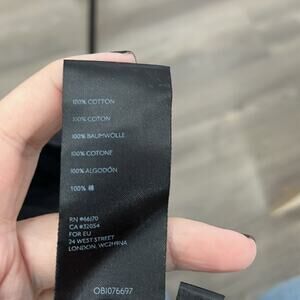 100% COTTON
100% COTON
100% BAUMWOLLE
100% COTONE
100% ALGODÓN
100% 棉
RN #66170
CA #32054
FOR EU
24 WEST STREET
LONDON, WC2H9NA
OBI076697